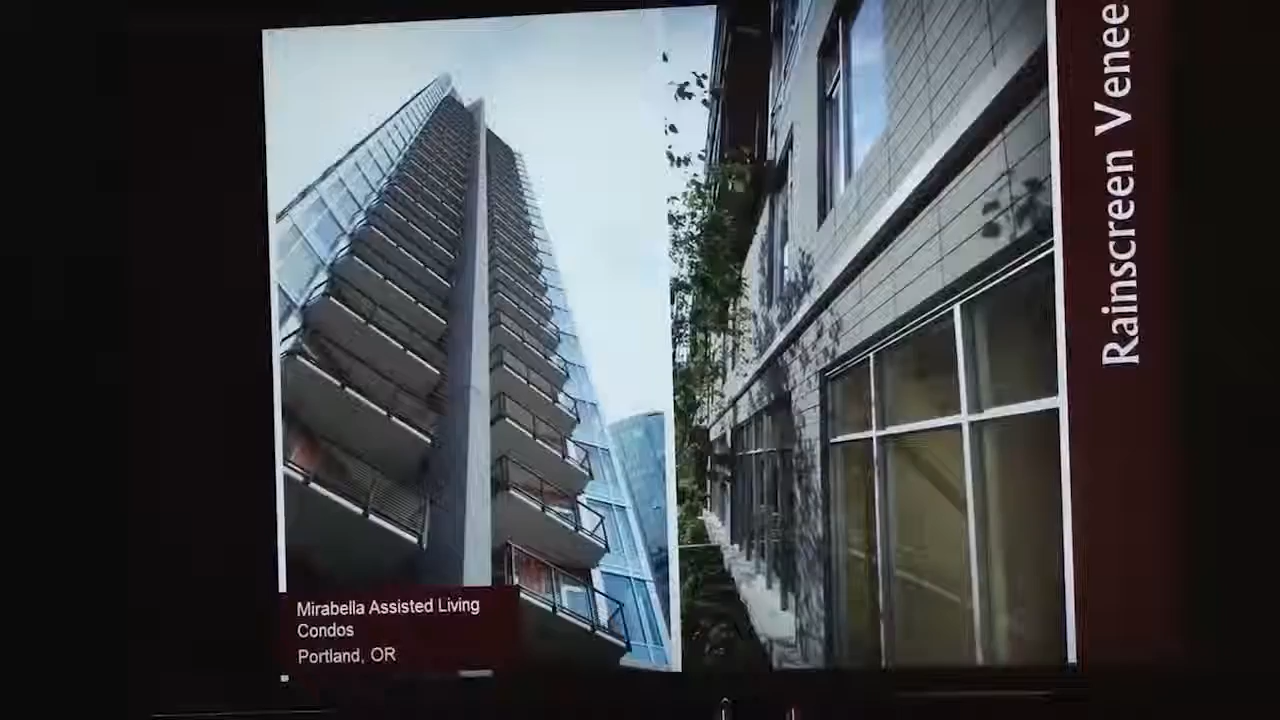 Rainscreen Venee
Mirabella Assisted Living
Condos
Portland, OR